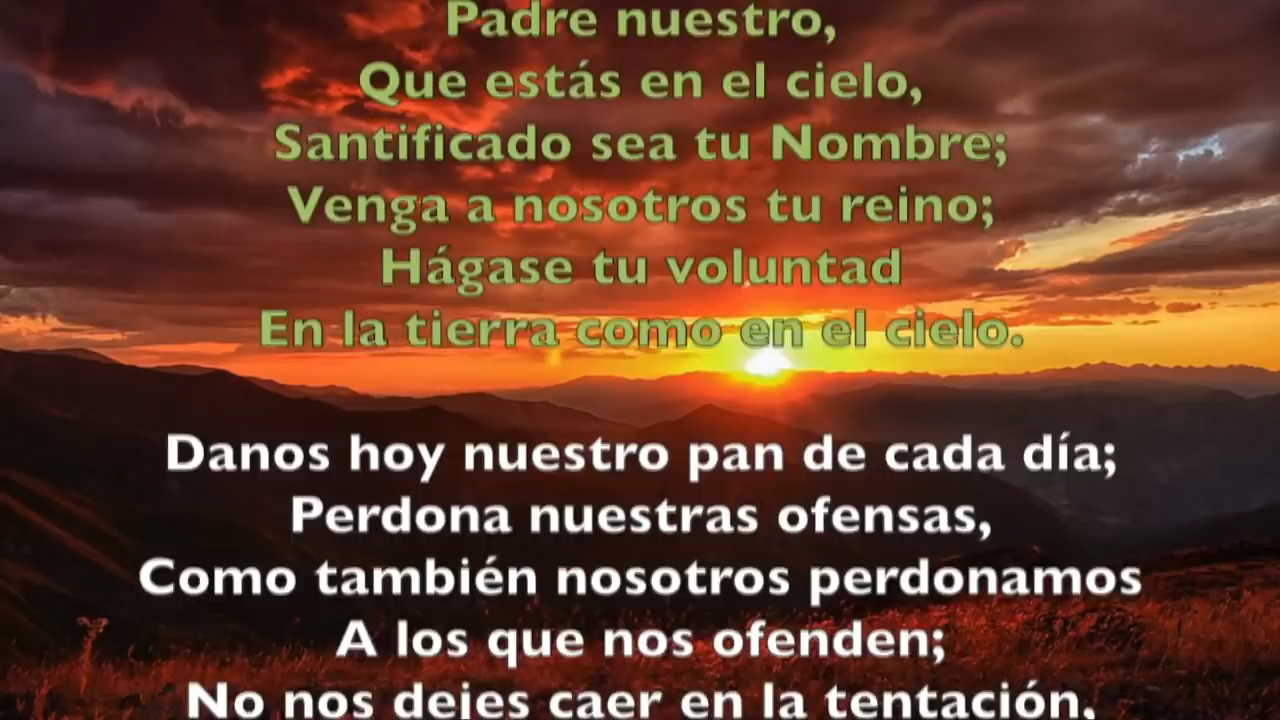 Padre nuestro,
Que estás en el cielo,
Santificado sea tu Nombre;
Venga a nosotros tu reino;
Hágase tu voluntad
En la tierra como en el cielo.
Danos hoy nuestro pan de cada día;
Perdona nuestras ofensas,
Como también nosotros perdonamos
A los que nos ofenden;
No nos dejes caer en la tentación,